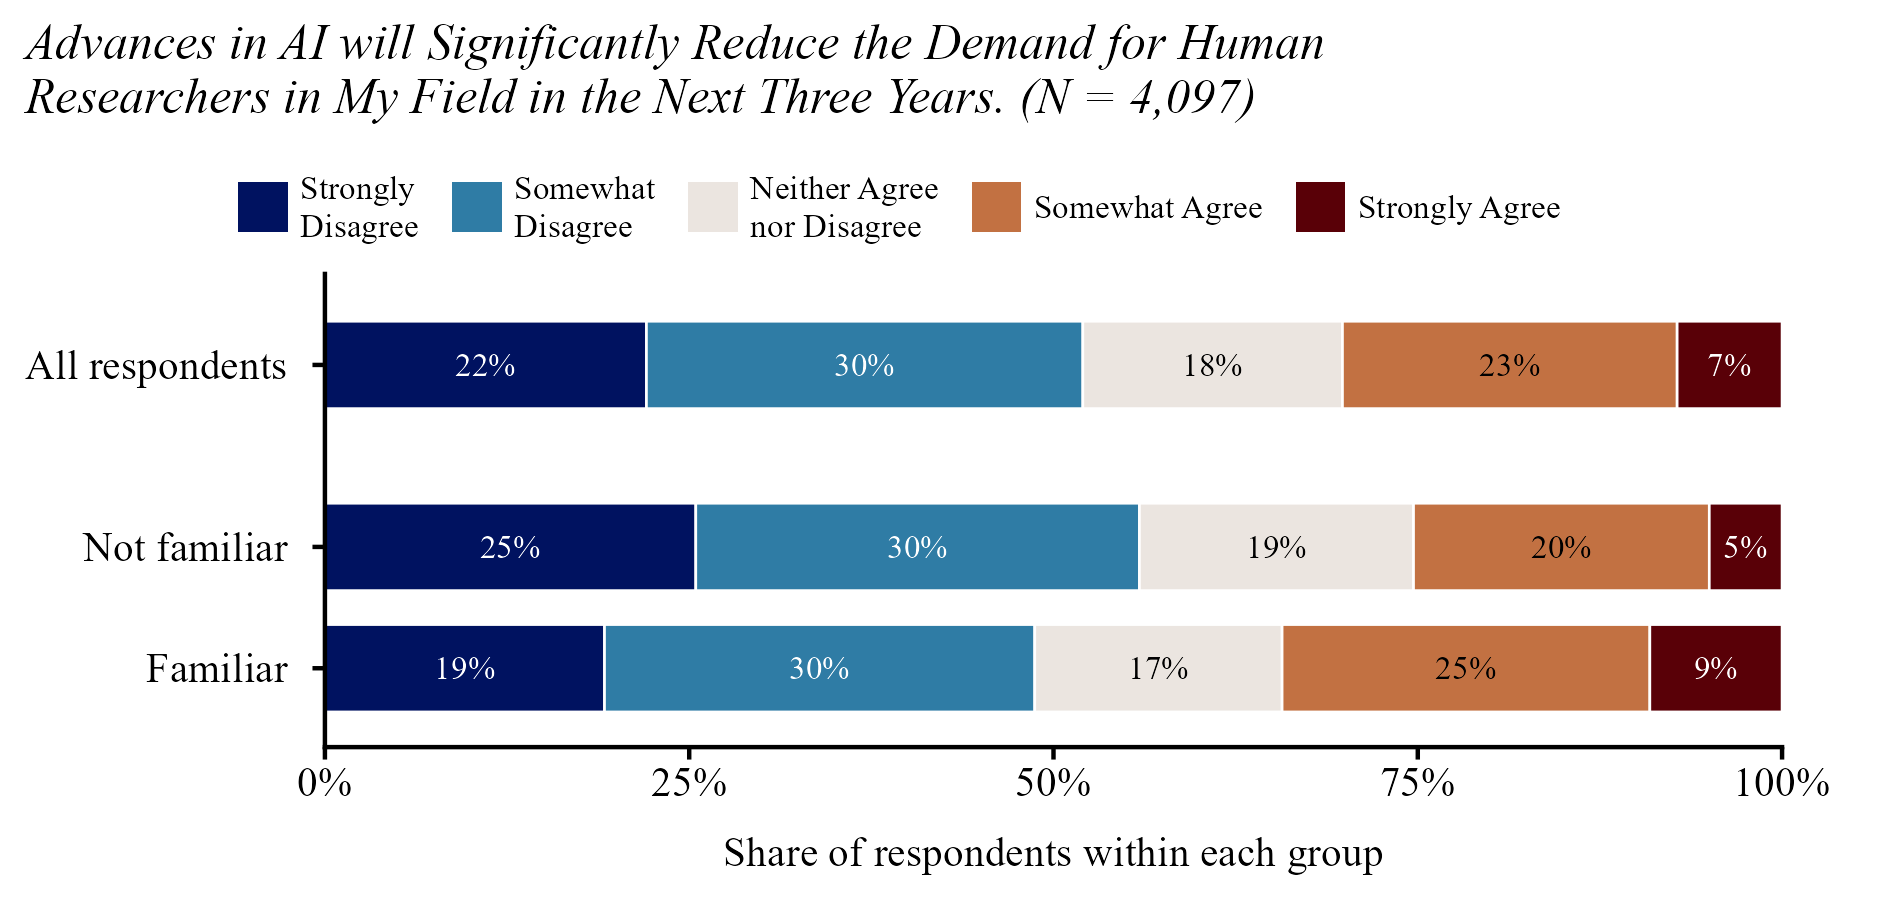 Advances in AI will Significantly Reduce the Demand for Human
Researchers in My Field in the Next Three Years. (N = 4,097)
Strongly
Disagree
Somewhat
Disagree
Neither Agree
nor Disagree
Somewhat Agree
Strongly Agree
All respondents
22% 30% 18% 23% 7%
Not familiar
25% 30% 19% 20% 5%
Familiar
19% 30% 17% 25% 9%
0% 25% 50% 75% 100%
Share of respondents within each group